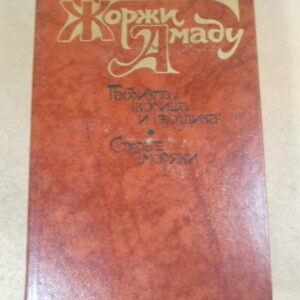 Жоржи
Амаду
Габриэла,
корица
и гвоздика
Старые
моряки